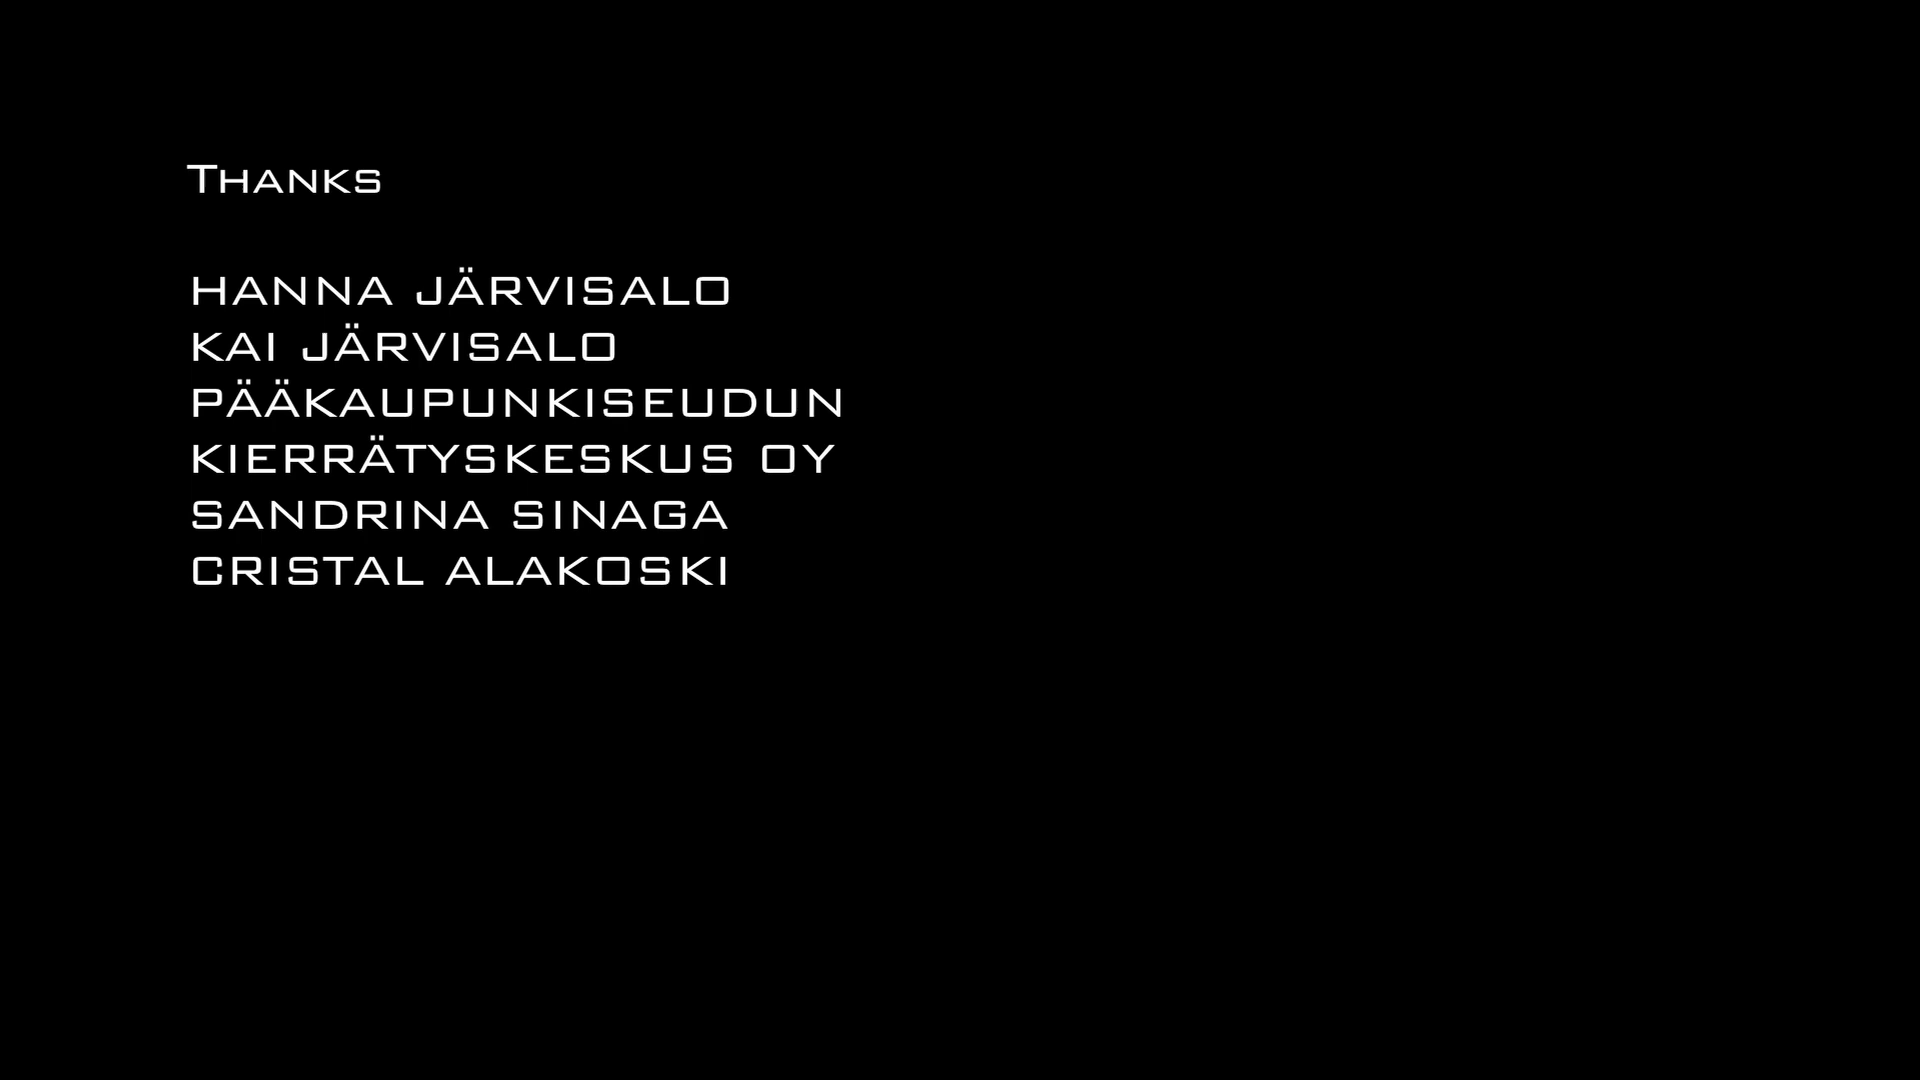 Thanks
HANNA JÄRVISALO
KAI JÄRVISALO
PÄÄKAUPUNKISEUDUN
KIERRÄTYSKESKUS OY
SANDRINA SINAGA
CRISTAL ALAKOSKI